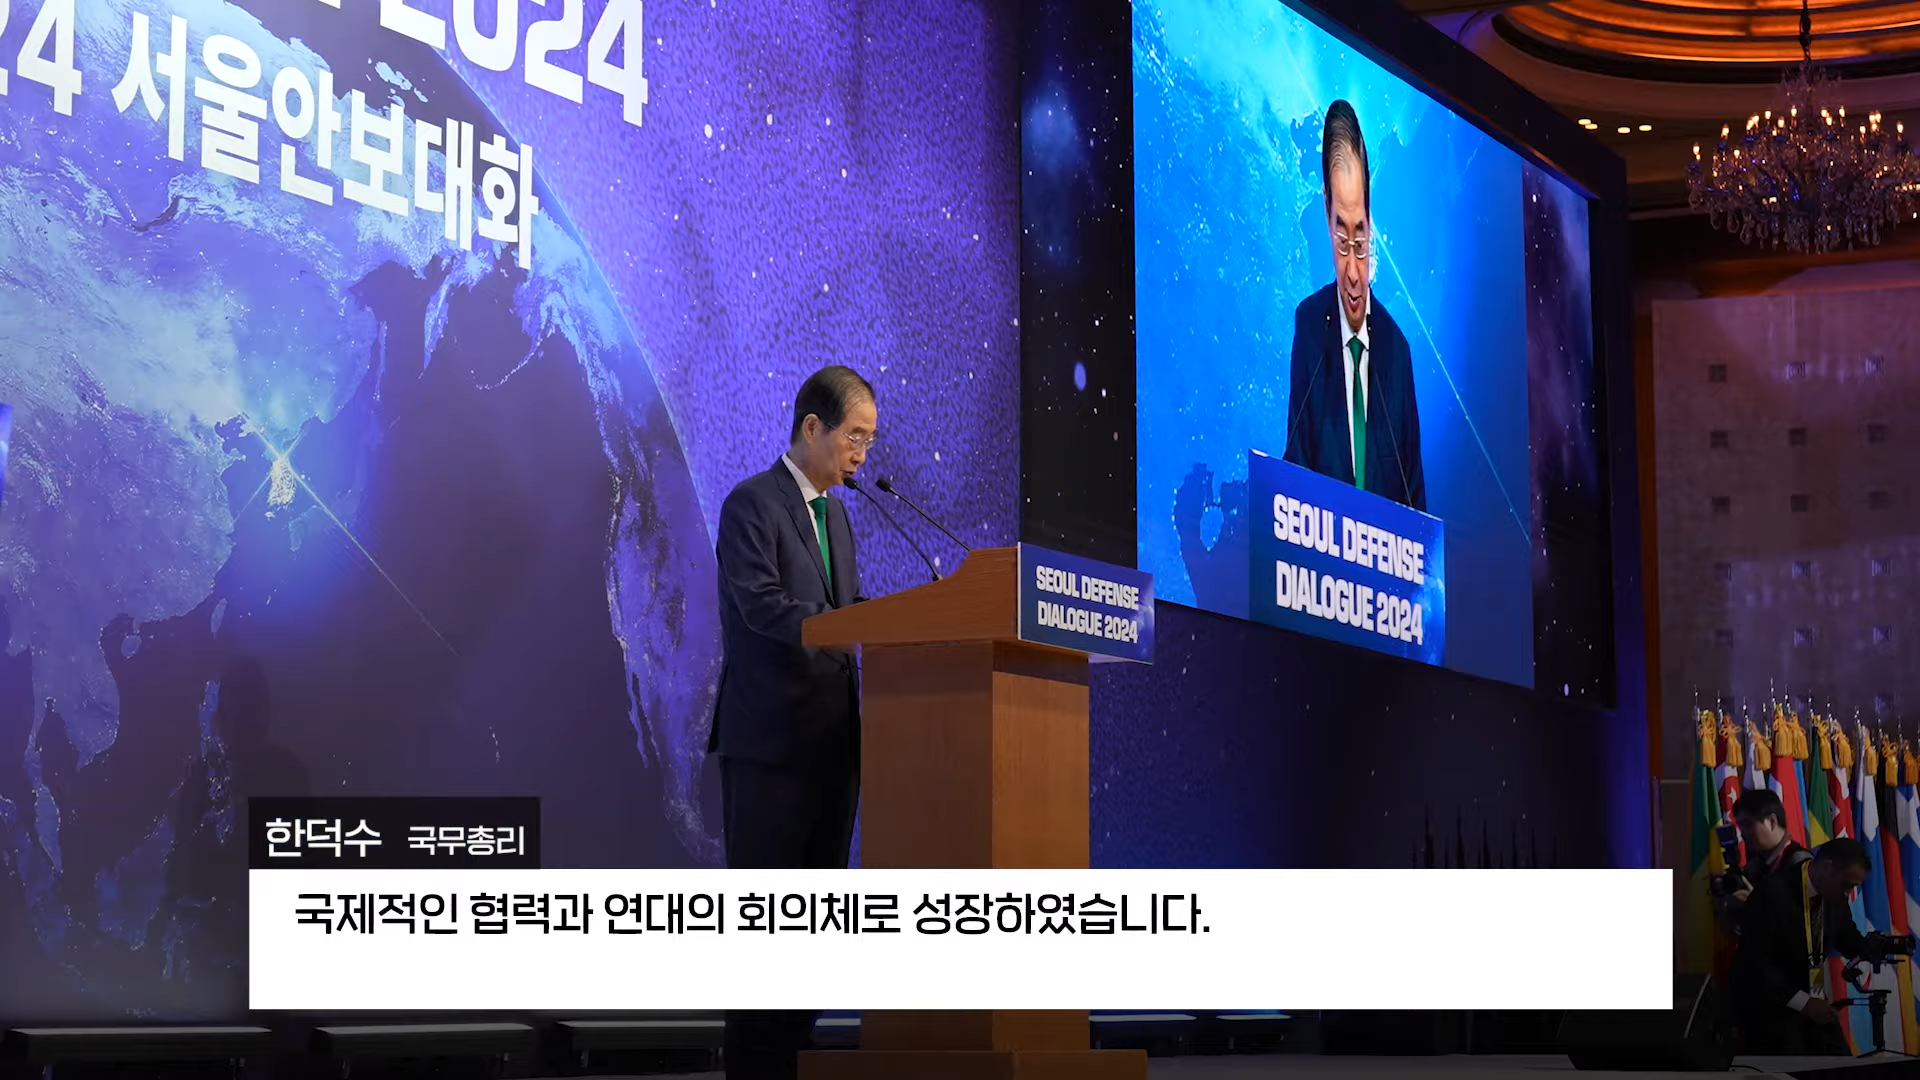 2024
24 서울안보대화
SEOUL DEFENSE
DIALOGUE 2024
SEOUL DEFENSE
DIALOGUE 2024
한덕수 국무총리
국제적인 협력과 연대의 회의체로 성장하였습니다.